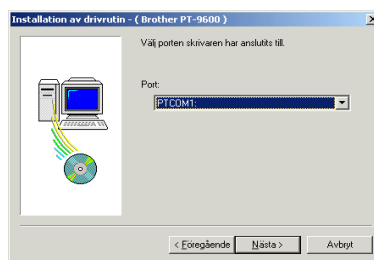 Installation av drivrutin - ( Brother PT-9600 )
Välj porten skrivaren har anslutits till.
Port:
PTCOM1:
< Föregående Nästa > Avbryt